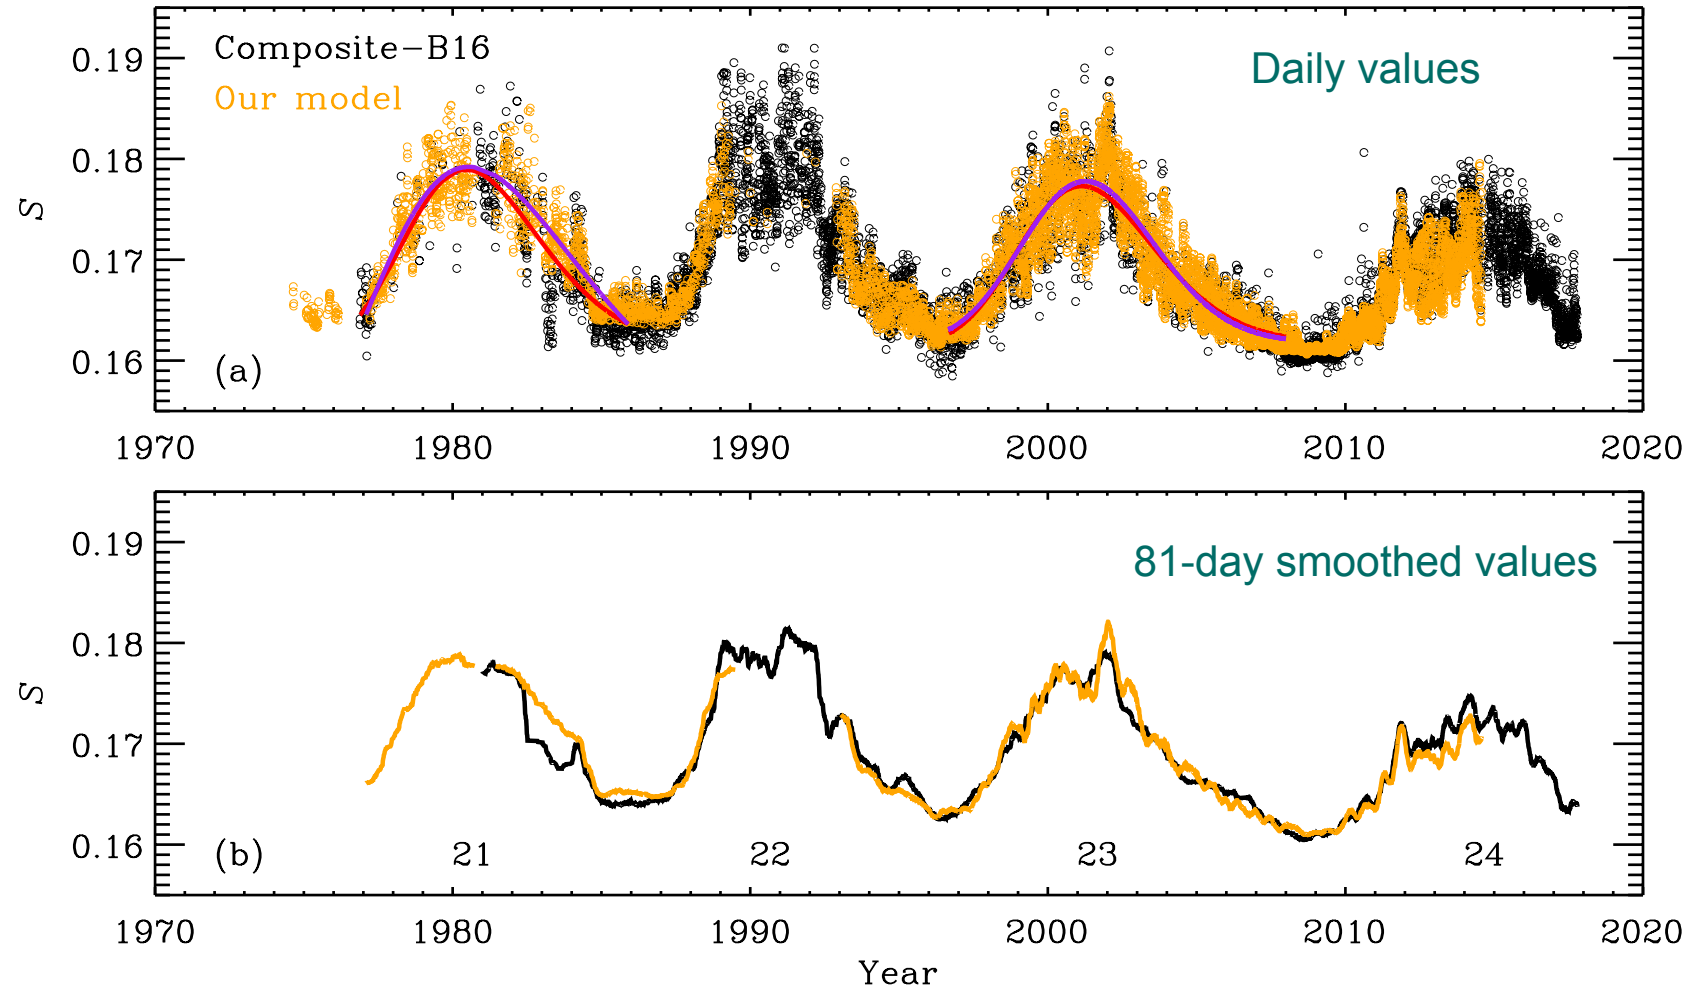 Composite-B16
Our model
Daily values
0.19
0.18
0.17
0.16
S
(a)
1970 1980 1990 2000 2010 2020
81-day smoothed values
0.19
0.18
0.17
0.16
S
(b) 21 22 23 24
1970 1980 1990 2000 2010 2020
Year